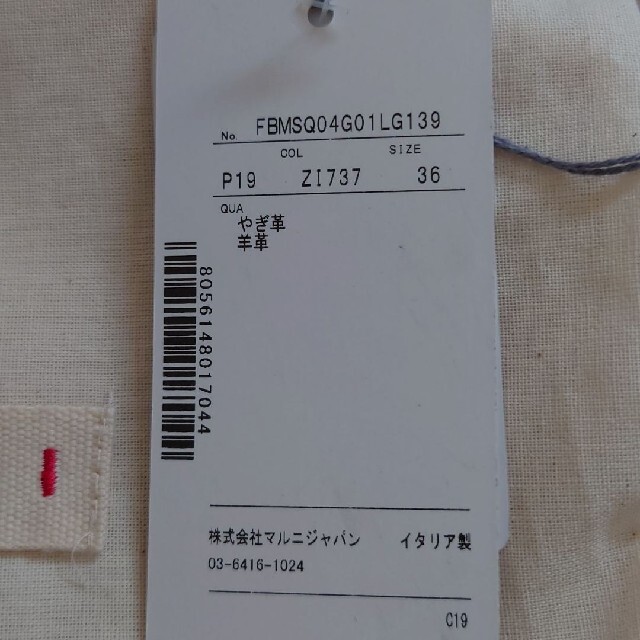 No. FBMSQ04G01LG139
COL SIZE
P19 ZI737 36
QUA
やぎ革
羊革
8056148017044
株式会社マルニジャパン イタリア製
03-6416-1024
C19